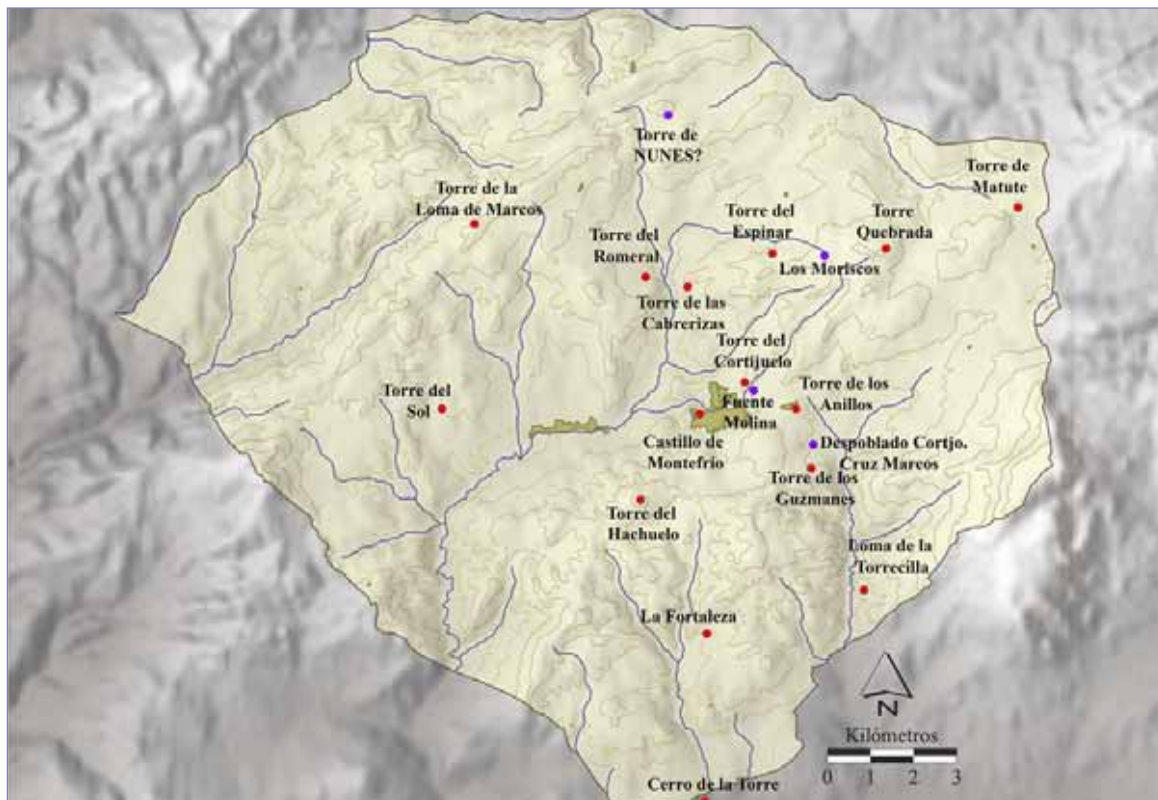 Torre de
NUNES?
Torre de
Matute
Torre de la
Loma de Marcos
Torre del
Espinar
Torre
Quebrada
Torre del
Romeral
Los Moriscos
Torre de las
Cabrerizas
Torre del
Cortijuelo
Torre del
Sol
Torre de los
Anillos
Fuente
Molina
Castillo de
Montefrío
Despoblado Cortjo.
Cruz Marcos
Torre de los
Guzmanes
Torre del
Hachuelo
Loma de la
Torrecilla
La Fortaleza
N
Kilómetros
0 1 2 3
Cerro de la Torre